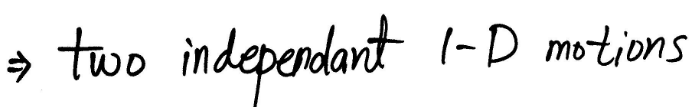 ⇒ two independant 1-D motions